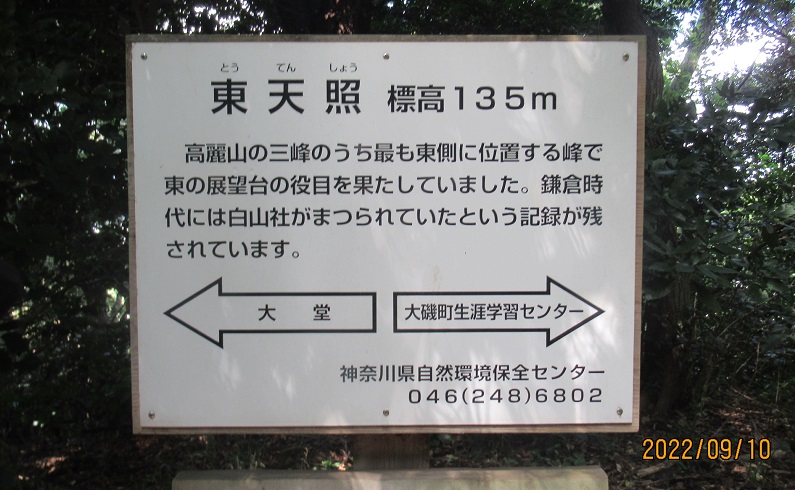 とう てん しょう
東天照 標高135m
高麗山の三峰のうち最も東側に位置する峰で
東の展望台の役目を果たしていました。鎌倉時
代には白山社がまつられていたという記録が残
されています。
大 堂
大磯町生涯学習センター
神奈川県自然環境保全センター
046(248)6802
2022/09/10